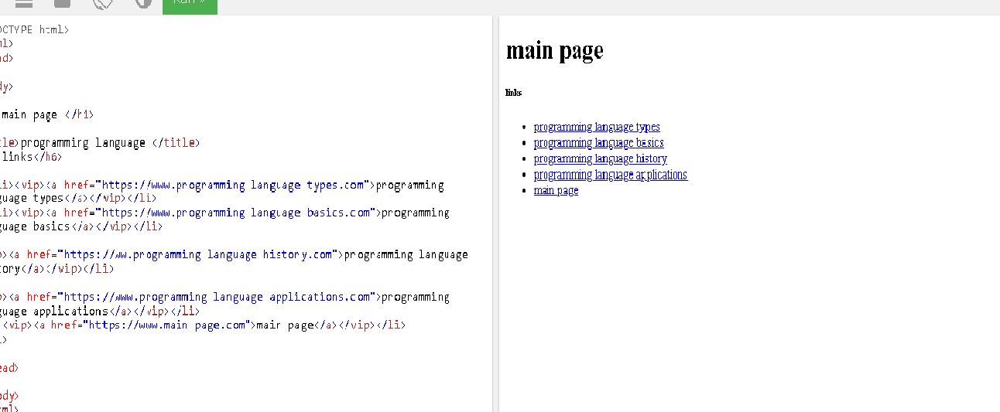 Run »
OCTYPE html>
ml>
ad>
dy>
main page </h1>
tle>programming language </title>
links</h6>
li><vip><a href="https://www.programming language types.com">programming
guage types</a></vip></li>
li><vip><a href="https://www.programming language basics.com">programming
guage basics</a></vip></li>
p><a href="https://ww.programming language history.com">programming language
tory</a></vip></li>
p><a href="https://www.programming language applications.com">programming
guage applications</a></vip></li>
<vip><a href="https://www.main page.com">main page</a></vip></li>
l>
ead>
ody>
tml>
main page
links
programming language types
programming language basics
programming language history
programming language applications
main page